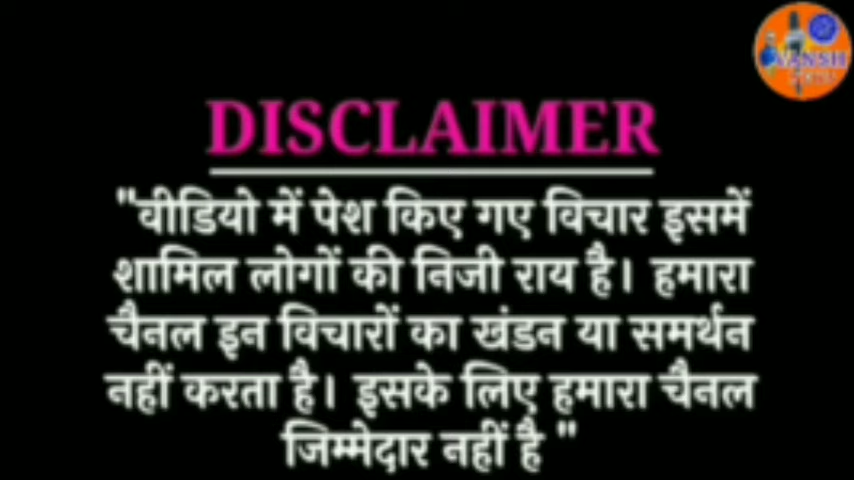 DISCLAIMER
"वीडियो में पेश किए गए विचार इसमें
शामिल लोगों की निजी राय है। हमारा
चैनल इन विचारों का खंडन या समर्थन
नहीं करता है। इसके लिए हमारा चैनल
जिम्मेदार नहीं है "